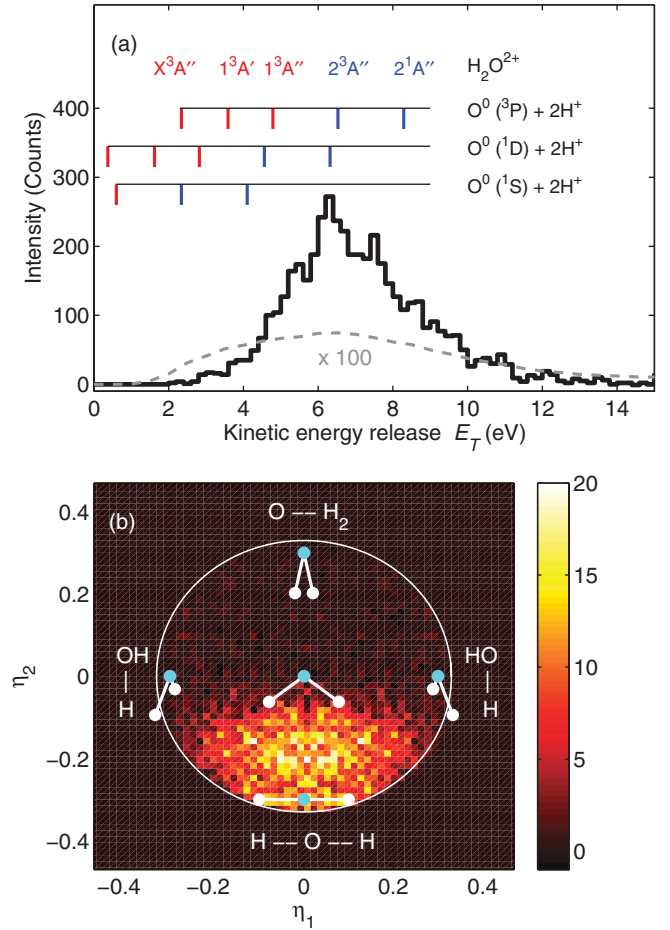 (a)
X³A″ 1³A′ 1³A″ 2³A″ 2¹A″ H₂O²⁺
O⁰ (³P) + 2H⁺
O⁰ (¹D) + 2H⁺
O⁰ (¹S) + 2H⁺
400
300
200
100
0
Intensity (Counts)
x 100
0 2 4 6 8 10 12 14
Kinetic energy release E_T (eV)
(b)
O –– H₂
OH
|
H
HO
|
H
H –– O –– H
0.4
0.2
0
−0.2
−0.4
η₂
−0.4 −0.2 0 0.2 0.4
η₁
20
15
10
5
0